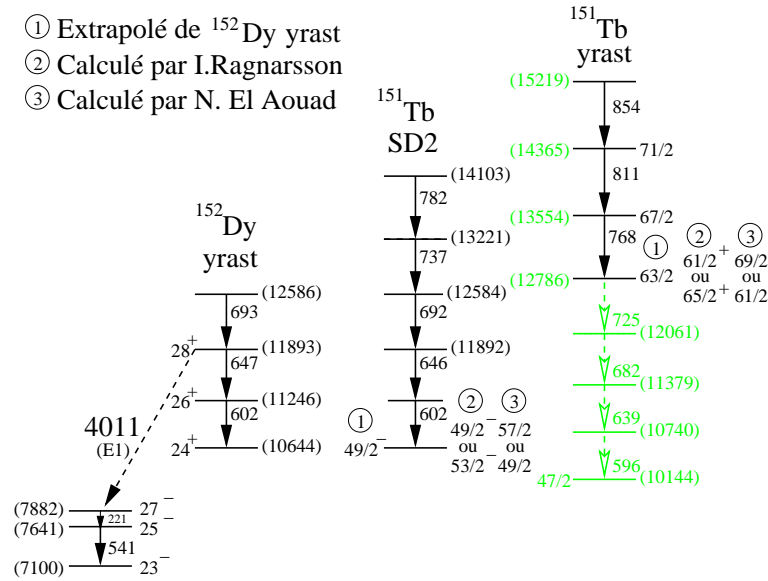 ① Extrapolé de ¹⁵²Dy yrast
② Calculé par I.Ragnarsson
③ Calculé par N. El Aouad
¹⁵²Dy
yrast
(12586)
693
28⁺ (11893)
647
26⁺ (11246)
602
24⁺ (10644)
4011
(E1)
(7882) 27⁻
221
(7641) 25⁻
541
(7100) 23⁻
¹⁵¹Tb
SD2
(14103)
782
(13221)
737
(12584)
692
(11892)
646
602
① ② ③
49/2⁻ 49/2⁻ 57/2
ou ou
53/2⁻ 49/2
¹⁵¹Tb
yrast
(15219)
854
(14365) 71/2
811
(13554) 67/2
768
(12786) 63/2
① ② ③
61/2⁺ 69/2
ou ou
65/2⁺ 61/2
725
(12061)
682
(11379)
639
(10740)
596
47/2 (10144)